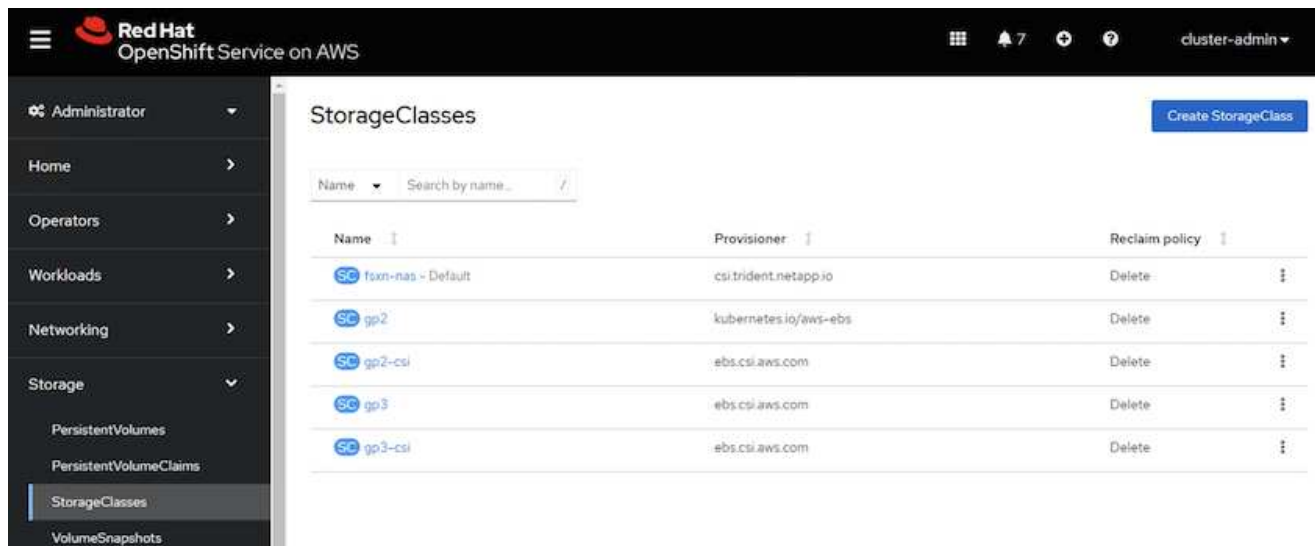 Red Hat
OpenShift Service on AWS
7
cluster-admin
Administrator
Home
Operators
Workloads
Networking
Storage
PersistentVolumes
PersistentVolumeClaims
StorageClasses
VolumeSnapshots
StorageClasses
Create StorageClass
Name
Search by name...
/
Name Provisioner Reclaim policy
SC fsxn-nas - Default csi.trident.netapp.io Delete
SC gp2 kubernetes.io/aws-ebs Delete
SC gp2-csi ebs.csi.aws.com Delete
SC gp3 ebs.csi.aws.com Delete
SC gp3-csi ebs.csi.aws.com Delete